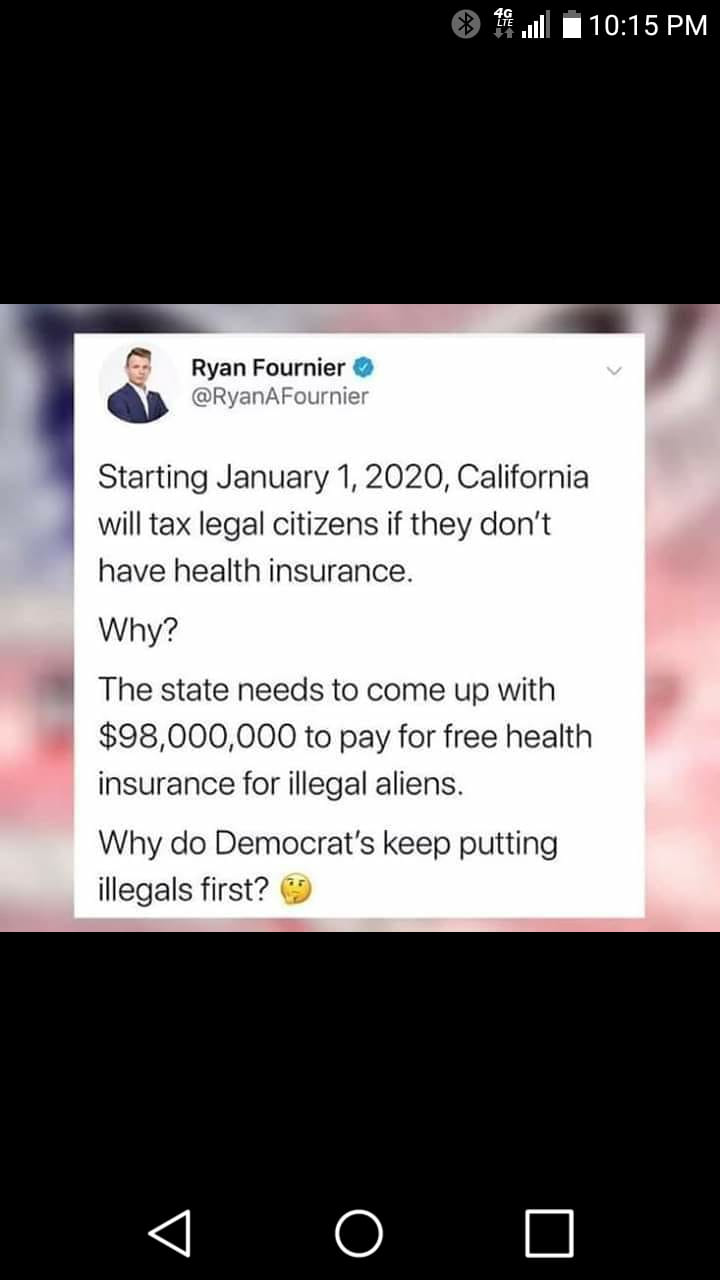 4G
LTE
10:15 PM
Ryan Fournier
@RyanAFournier
Starting January 1, 2020, California
will tax legal citizens if they don't
have health insurance.
Why?
The state needs to come up with
$98,000,000 to pay for free health
insurance for illegal aliens.
Why do Democrat's keep putting
illegals first? 🤔